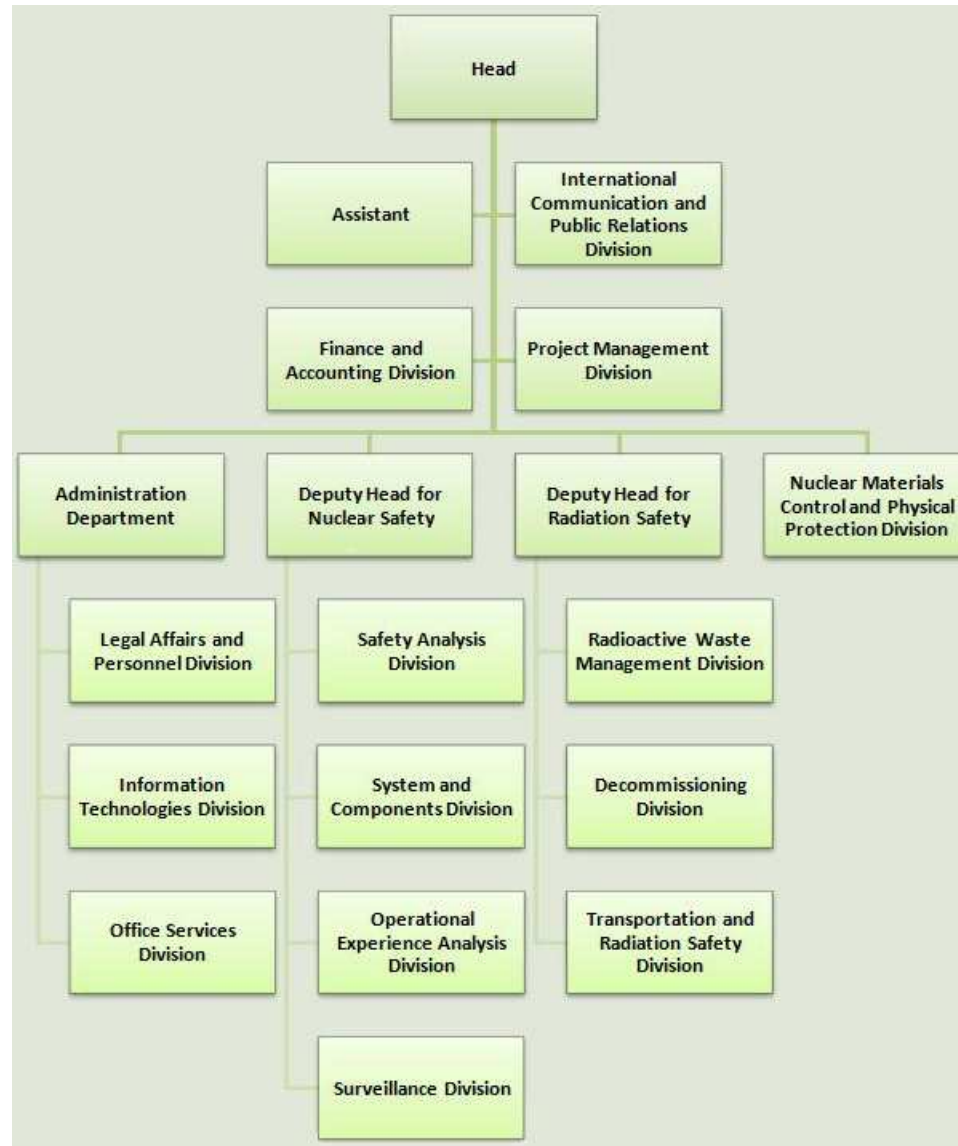 Head
Assistant
International
Communication and
Public Relations
Division
Finance and
Accounting Division
Project Management
Division
Administration
Department
Deputy Head for
Nuclear Safety
Deputy Head for
Radiation Safety
Nuclear Materials
Control and Physical
Protection Division
Legal Affairs and
Personnel Division
Safety Analysis
Division
Radioactive Waste
Management Division
Information
Technologies Division
System and
Components Division
Decommissioning
Division
Office Services
Division
Operational
Experience Analysis
Division
Transportation and
Radiation Safety
Division
Surveillance Division